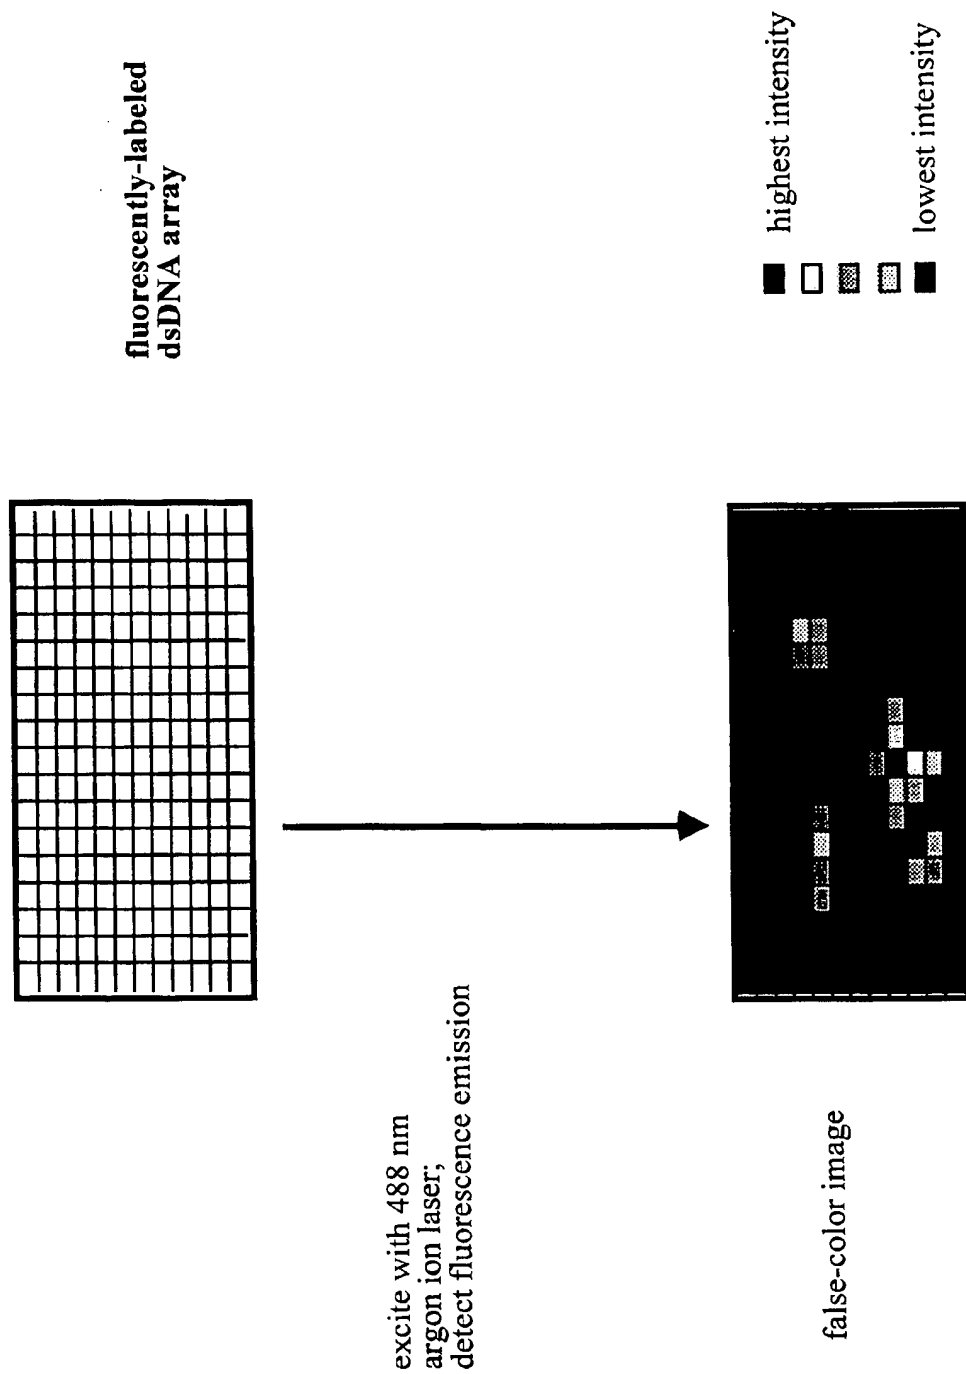 fluorescently-labeled
dsDNA array
excite with 488 nm
argon ion laser;
detect fluorescence emission
false-color image
highest intensity
lowest intensity